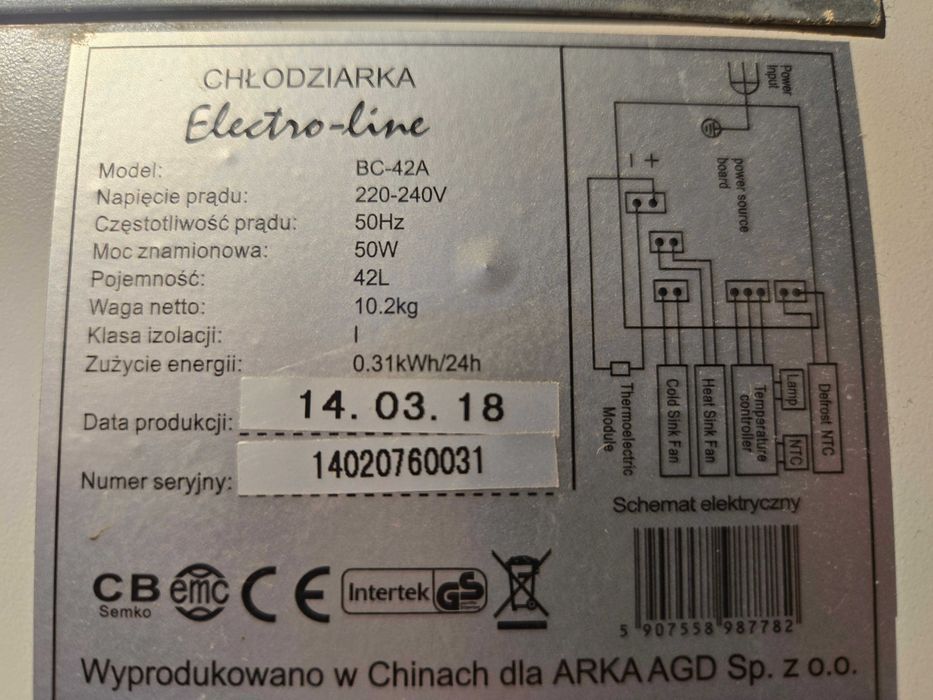 CHŁODZIARKA
Electro-line
Model: BC-42A
Napięcie prądu: 220-240V
Częstotliwość prądu: 50Hz
Moc znamionowa: 50W
Pojemność: 42L
Waga netto: 10.2kg
Klasa izolacji: I
Zużycie energii: 0.31kWh/24h
Data produkcji: 14. 03. 18
Numer seryjny: 14020760031
Power Input
power source board
- +
Thermoelectric Module
Cold Sink Fan
Heat Sink Fan
Temperature controller
Lamp
NTC
Defrost NTC
Schemat elektryczny
CB Semko
emc
CE
Intertek GS
5 907558 987782
Wyprodukowano w Chinach dla ARKA AGD Sp. z o.o.